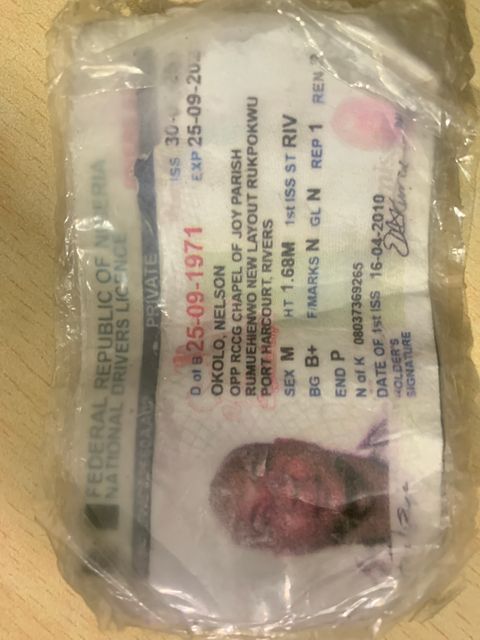 FEDERAL REPUBLIC OF NIGERIA
NATIONAL DRIVERS LICENCE
PRIVATE
ISS 30-
D of B 25-09-1971 EXP 25-09-202
OKOLO, NELSON
OPP RCCG CHAPEL OF JOY PARISH
RUMUEHIENWO NEW LAYOUT RUKPOKWU
PORT HARCOURT, RIVERS
SEX M HT 1.68M 1st ISS ST RIV
BG B+ F/MARKS N GL N REP 1 REN
END P
N of K 08037369265
DATE OF 1st ISS 16-04-2010
HOLDER'S
SIGNATURE